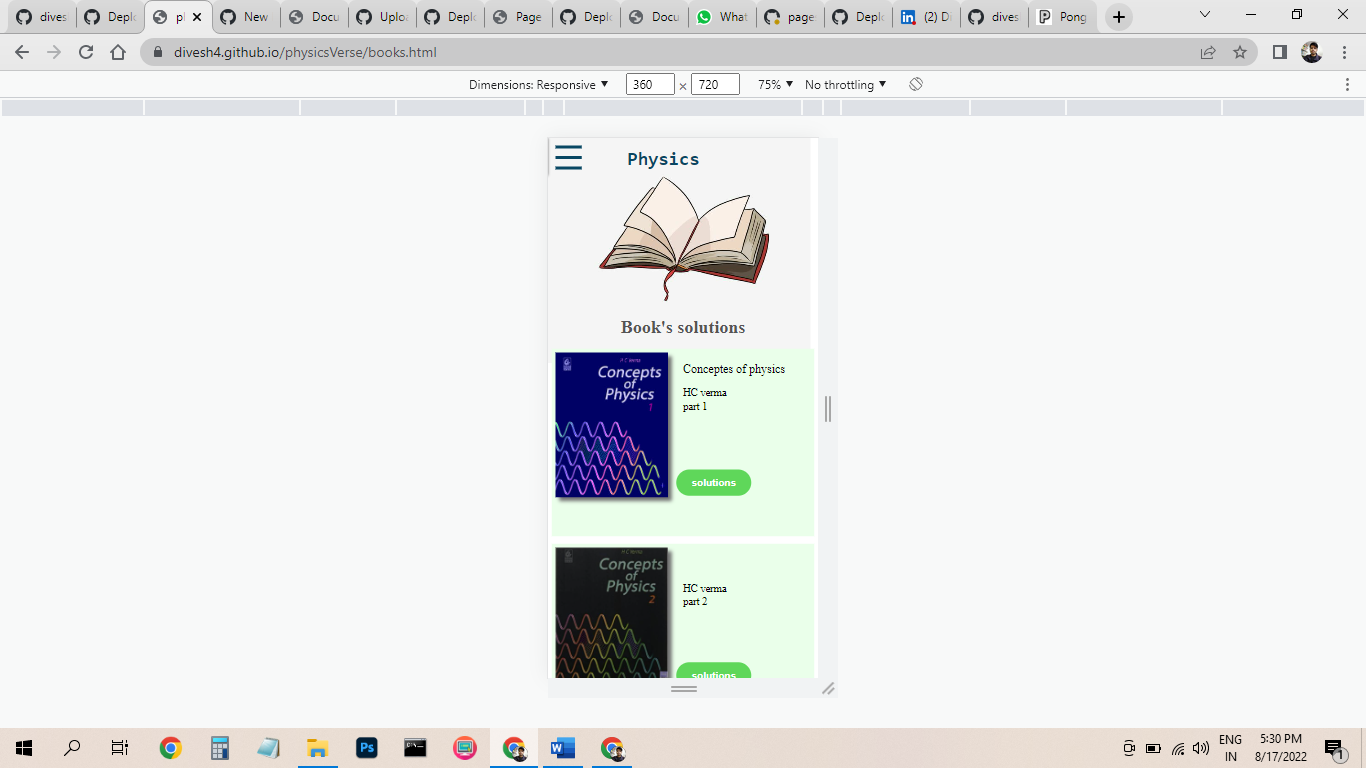 dives
Deplo
pl
New
Docu
Uploa
Deplo
Page
Deplo
Docu
What
page
Deplo
(2) Di
dives
Pong
divesh4.github.io/physicsVerse/books.html
Dimensions: Responsive 360 × 720 75% No throttling
Physics
Book's solutions
Concepts
of
Physics
1
Conceptes of physics
HC verma
part 1
solutions
Concepts
of
Physics
2
HC verma
part 2
solutions
Ps
W
ENG
IN
5:30 PM
8/17/2022
1